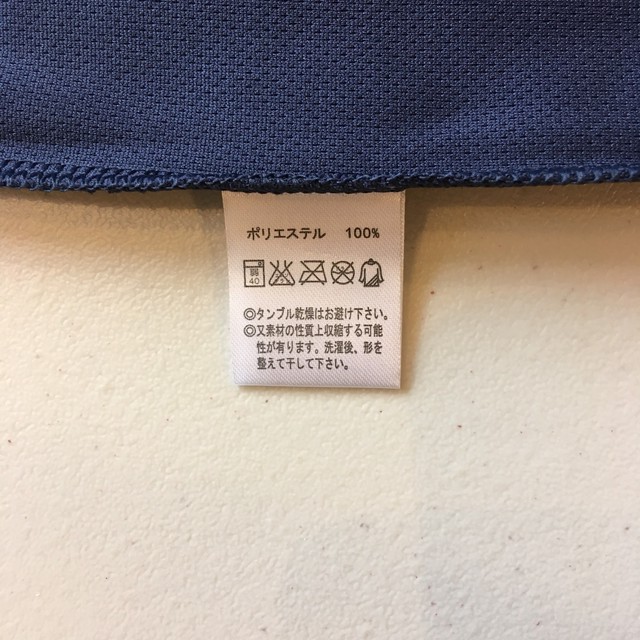 ポリエステル 100%
弱
40
◎タンブル乾燥はお避け下さい。
◎又素材の性質上収縮する可能
性が有ります。洗濯後、形を
整えて干して下さい。